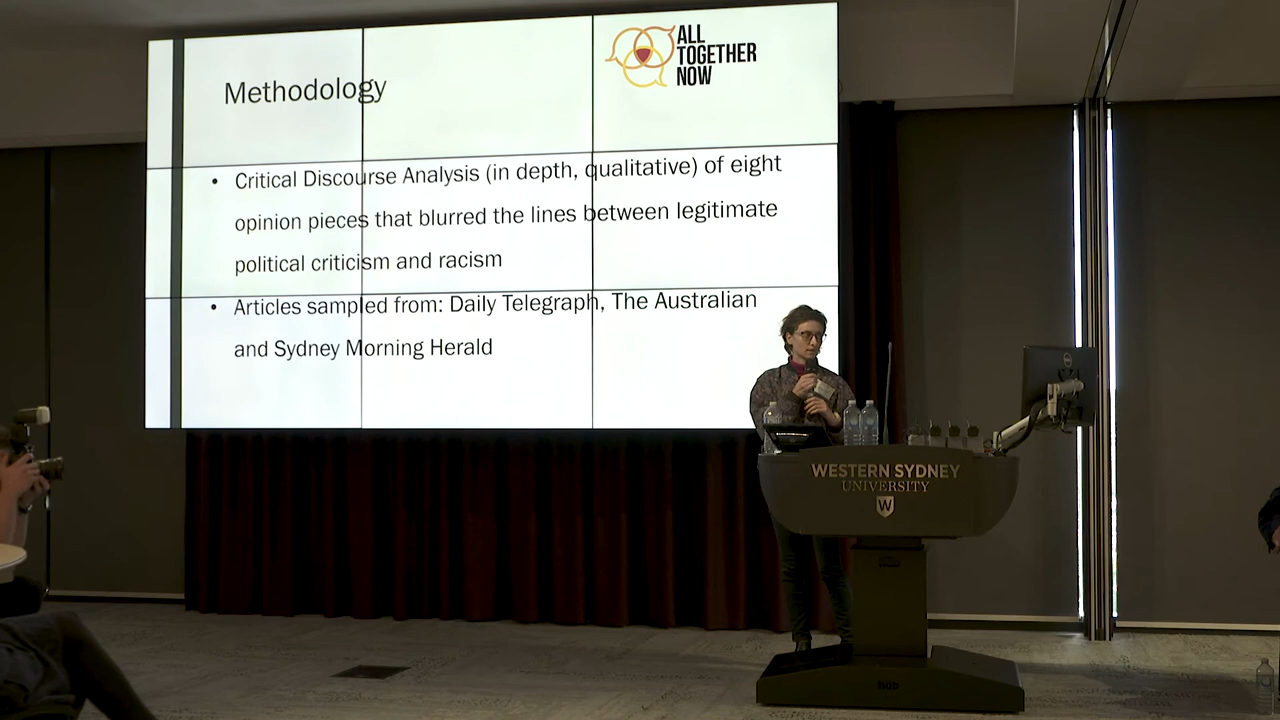 ALL
TOGETHER
NOW
Methodology
• Critical Discourse Analysis (in depth, qualitative) of eight
opinion pieces that blurred the lines between legitimate
political criticism and racism
• Articles sampled from: Daily Telegraph, The Australian
and Sydney Morning Herald
WESTERN SYDNEY
UNIVERSITY
W